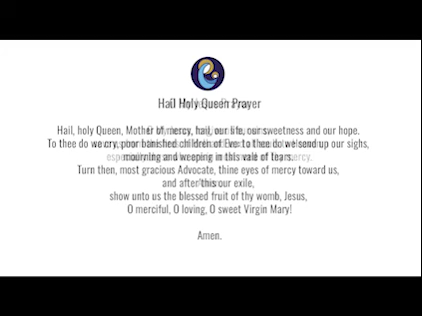 Hail Holy Queen Prayer
Hail, holy Queen, Mother of mercy, hail, our life, our sweetness and our hope.
To thee do we cry, poor banished children of Eve: to thee do we send up our sighs,
mourning and weeping in this vale of tears.
Turn then, most gracious Advocate, thine eyes of mercy toward us,
and after this our exile,
show unto us the blessed fruit of thy womb, Jesus,
O merciful, O loving, O sweet Virgin Mary!
Amen.